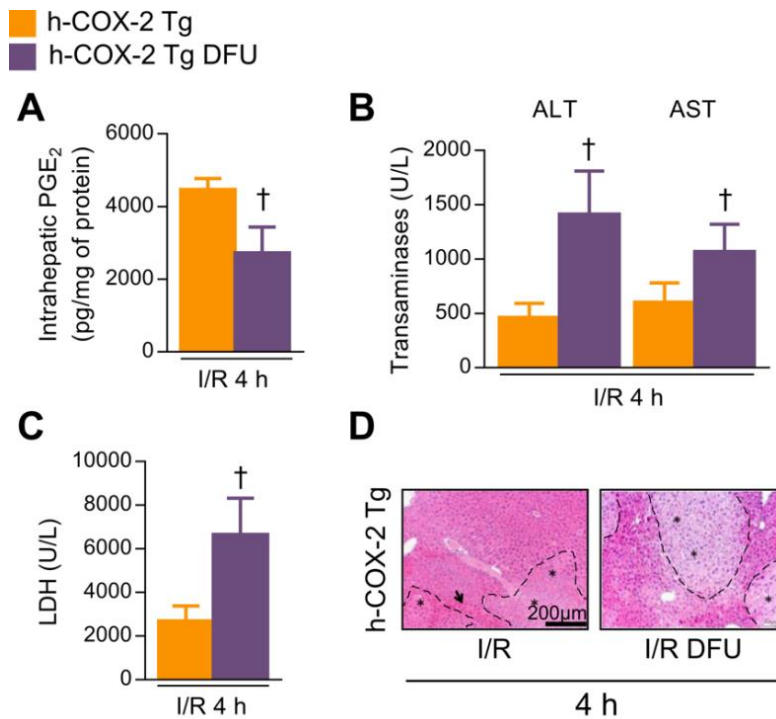 h-COX-2 Tg
h-COX-2 Tg DFU
A
Intrahepatic PGE₂
(pg/mg of protein)
6000
4000
2000
0
†
I/R 4 h
B
ALT AST
Transaminases (U/L)
2000
1500
1000
500
0
†
†
I/R 4 h
C
LDH (U/L)
10000
8000
6000
4000
2000
0
†
I/R 4 h
D
h-COX-2 Tg
*
*
*
200µm
*
*
*
I/R
I/R DFU
4 h